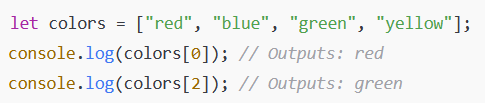 let colors = ["red", "blue", "green", "yellow"];
console.log(colors[0]); // Outputs: red
console.log(colors[2]); // Outputs: green